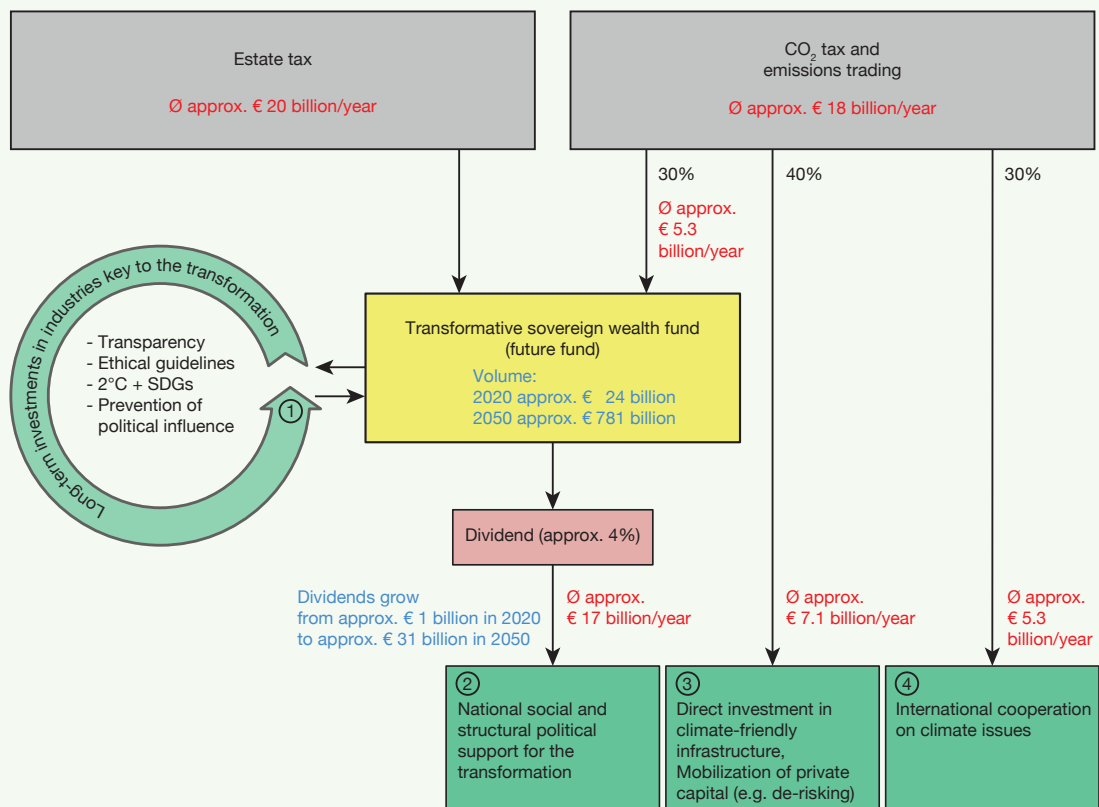 Estate tax
Ø approx. € 20 billion/year
CO₂ tax and
emissions trading
Ø approx. € 18 billion/year
30%
40%
30%
Ø approx.
€ 5.3
billion/year
Long-term investments in industries key to the transformation
- Transparency
- Ethical guidelines
- 2°C + SDGs
- Prevention of
political influence
1
Transformative sovereign wealth fund
(future fund)
Volume:
2020 approx. € 24 billion
2050 approx. € 781 billion
Dividend (approx. 4%)
Dividends grow
from approx. € 1 billion in 2020
to approx. € 31 billion in 2050
Ø approx.
€ 17 billion/year
Ø approx.
€ 7.1 billion/year
Ø approx.
€ 5.3
billion/year
2
National social and
structural political
support for the
transformation
3
Direct investment in
climate-friendly
infrastructure,
Mobilization of private
capital (e.g. de-risking)
4
International cooperation
on climate issues